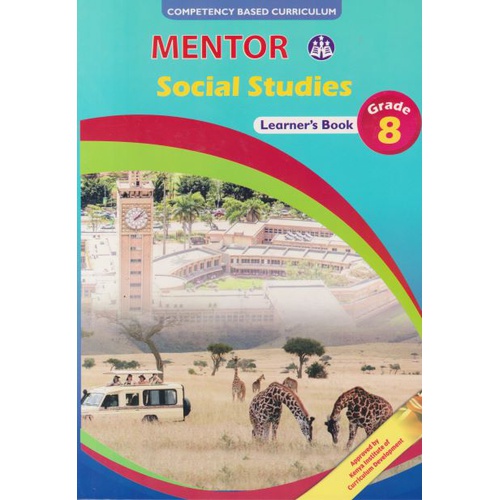 COMPETENCY BASED CURRICULUM
MENTOR
Social Studies
Learner's Book
Grade
8
Approved by
Kenya Institute of
Curriculum Development